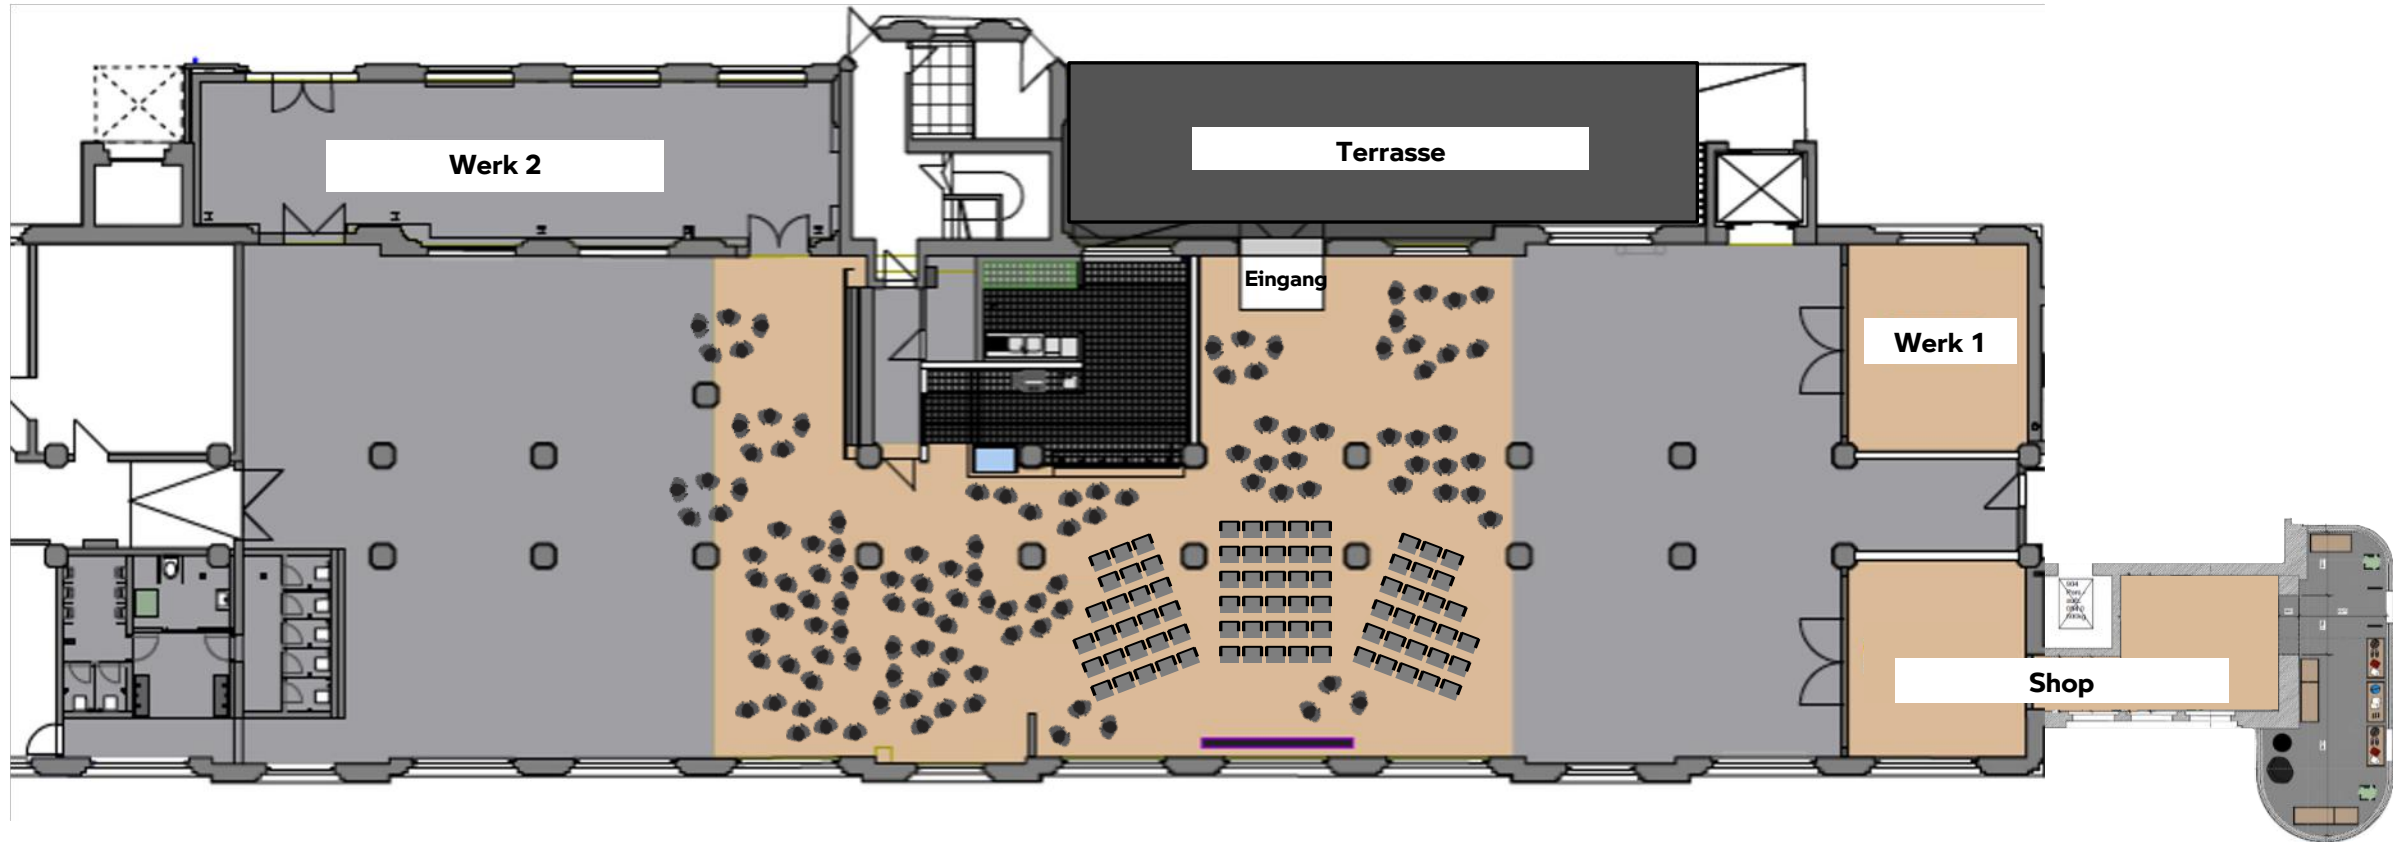 Werk 2
Terrasse
Eingang
Werk 1
Shop